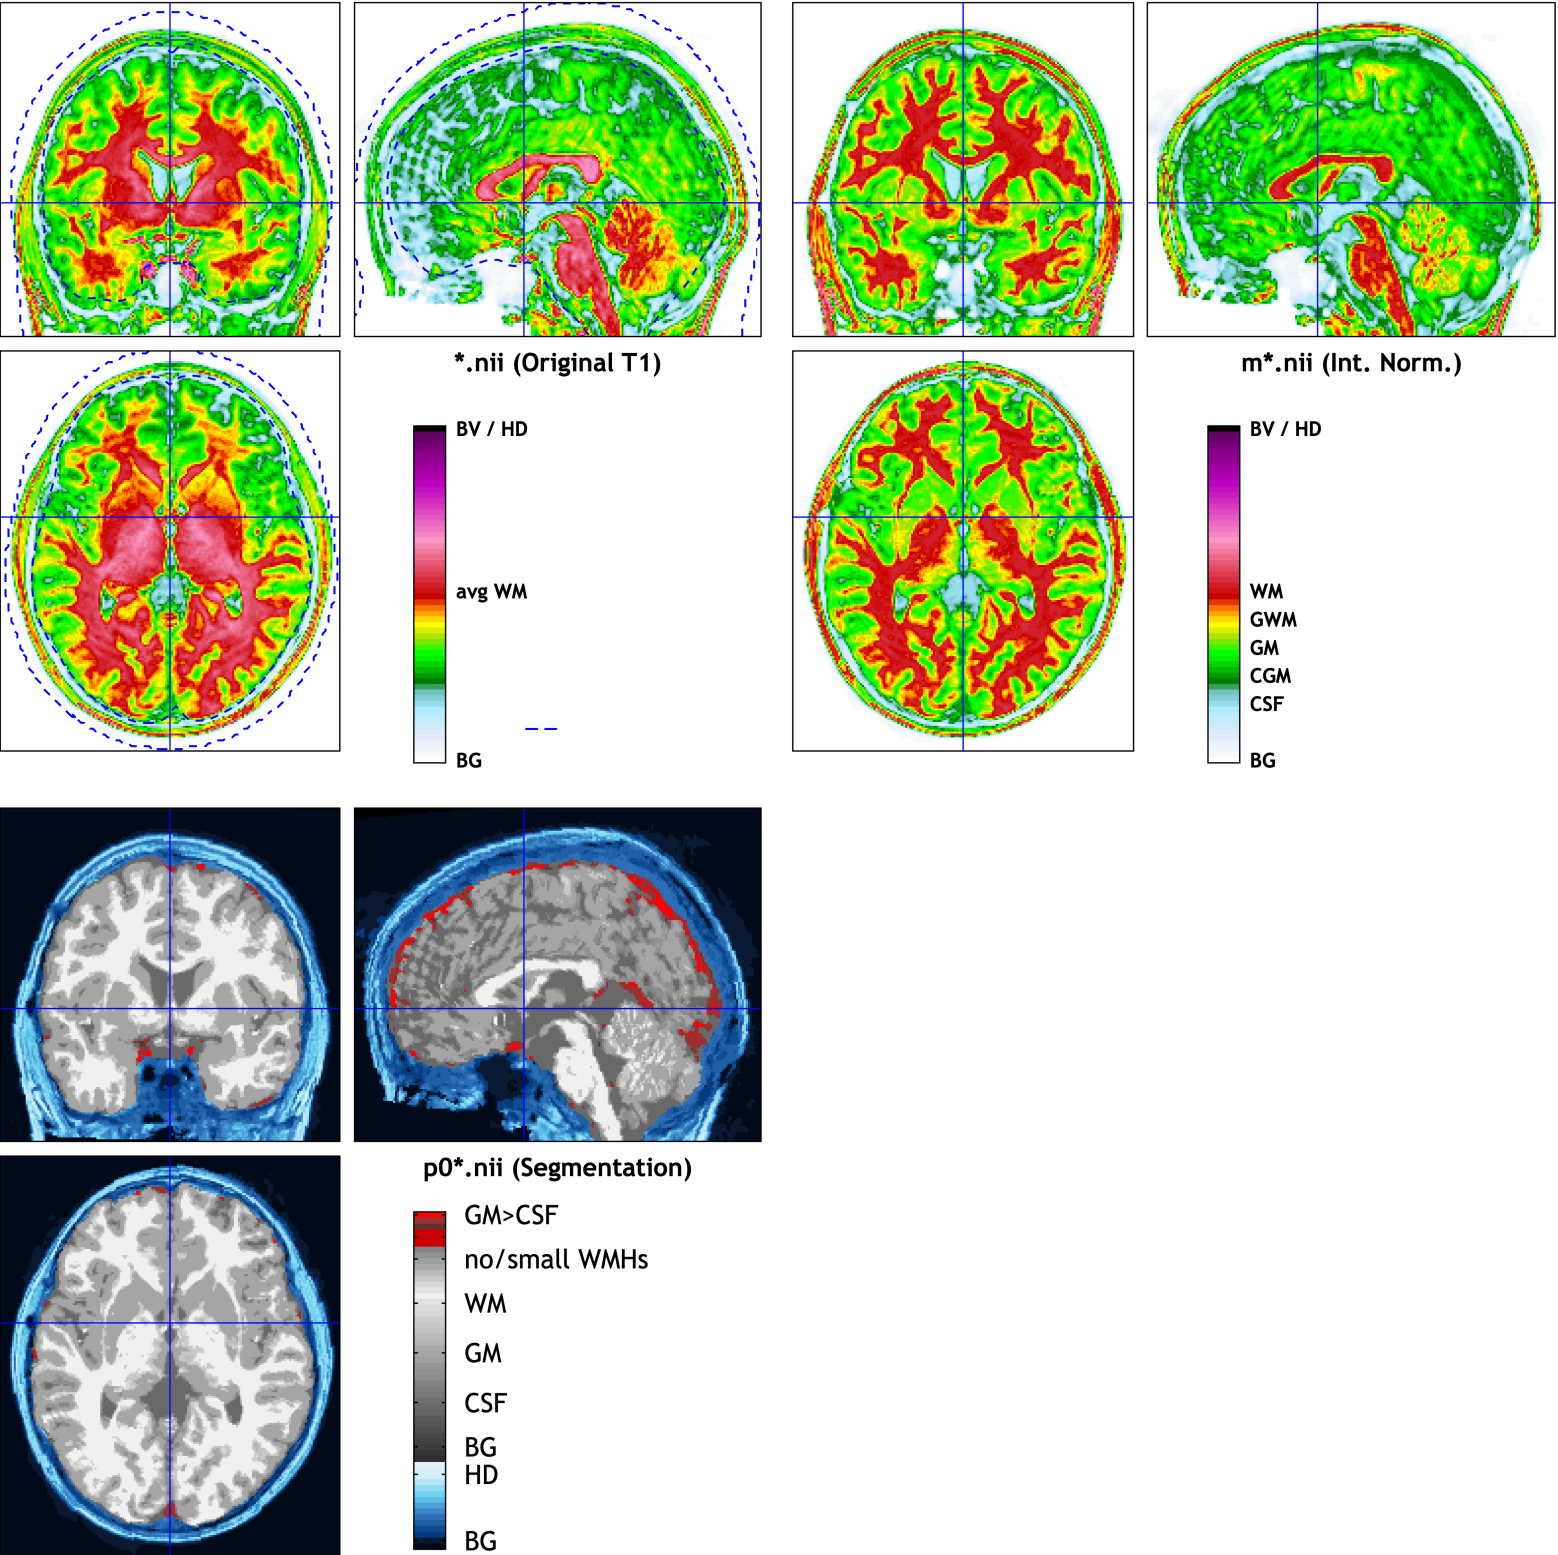 *.nii (Original T1)
BV / HD
avg WM
BG
m*.nii (Int. Norm.)
BV / HD
WM
GWM
GM
CGM
CSF
BG
p0*.nii (Segmentation)
GM>CSF
no/small WMHs
WM
GM
CSF
BG
HD
BG